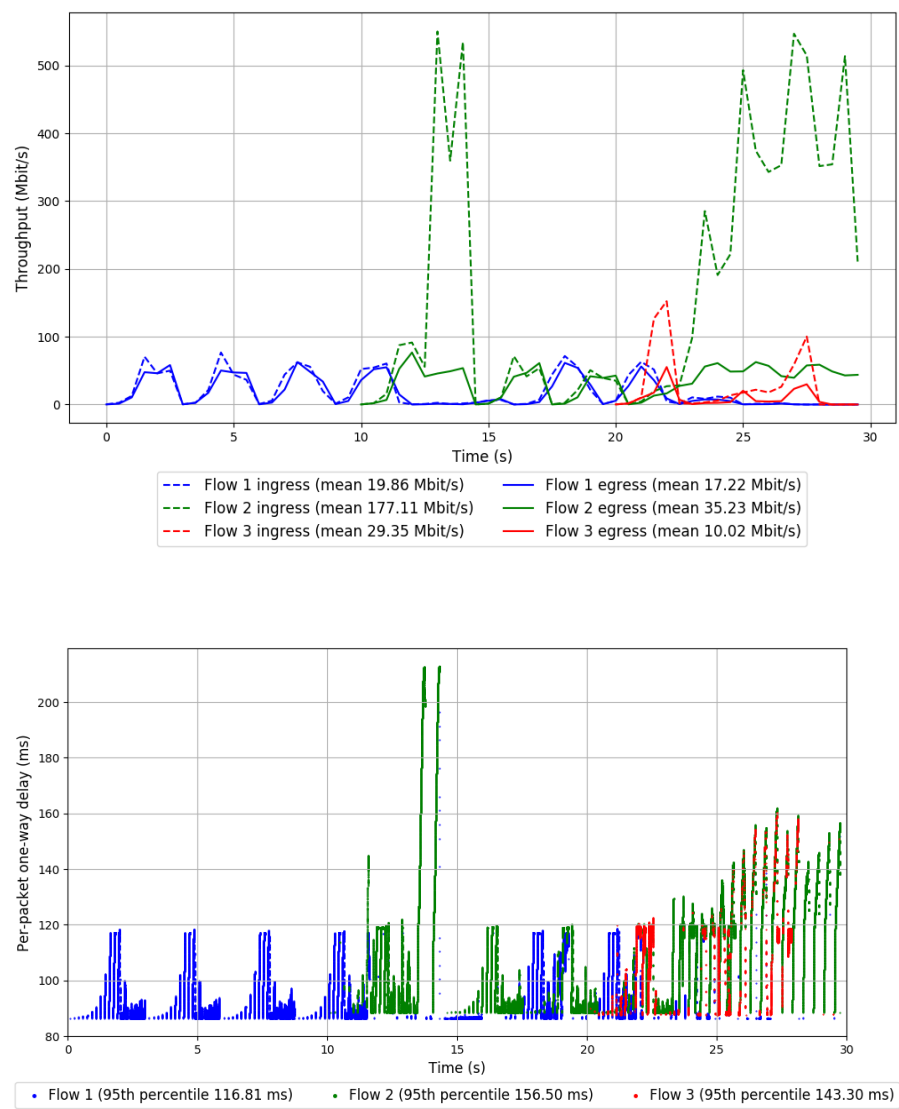 Throughput (Mbit/s)
500
400
300
200
100
0
0 5 10 15 20 25 30
Time (s)
Flow 1 ingress (mean 19.86 Mbit/s) Flow 1 egress (mean 17.22 Mbit/s)
Flow 2 ingress (mean 177.11 Mbit/s) Flow 2 egress (mean 35.23 Mbit/s)
Flow 3 ingress (mean 29.35 Mbit/s) Flow 3 egress (mean 10.02 Mbit/s)
Per-packet one-way delay (ms)
200
180
160
140
120
100
80
0 5 10 15 20 25 30
Time (s)
Flow 1 (95th percentile 116.81 ms) Flow 2 (95th percentile 156.50 ms) Flow 3 (95th percentile 143.30 ms)